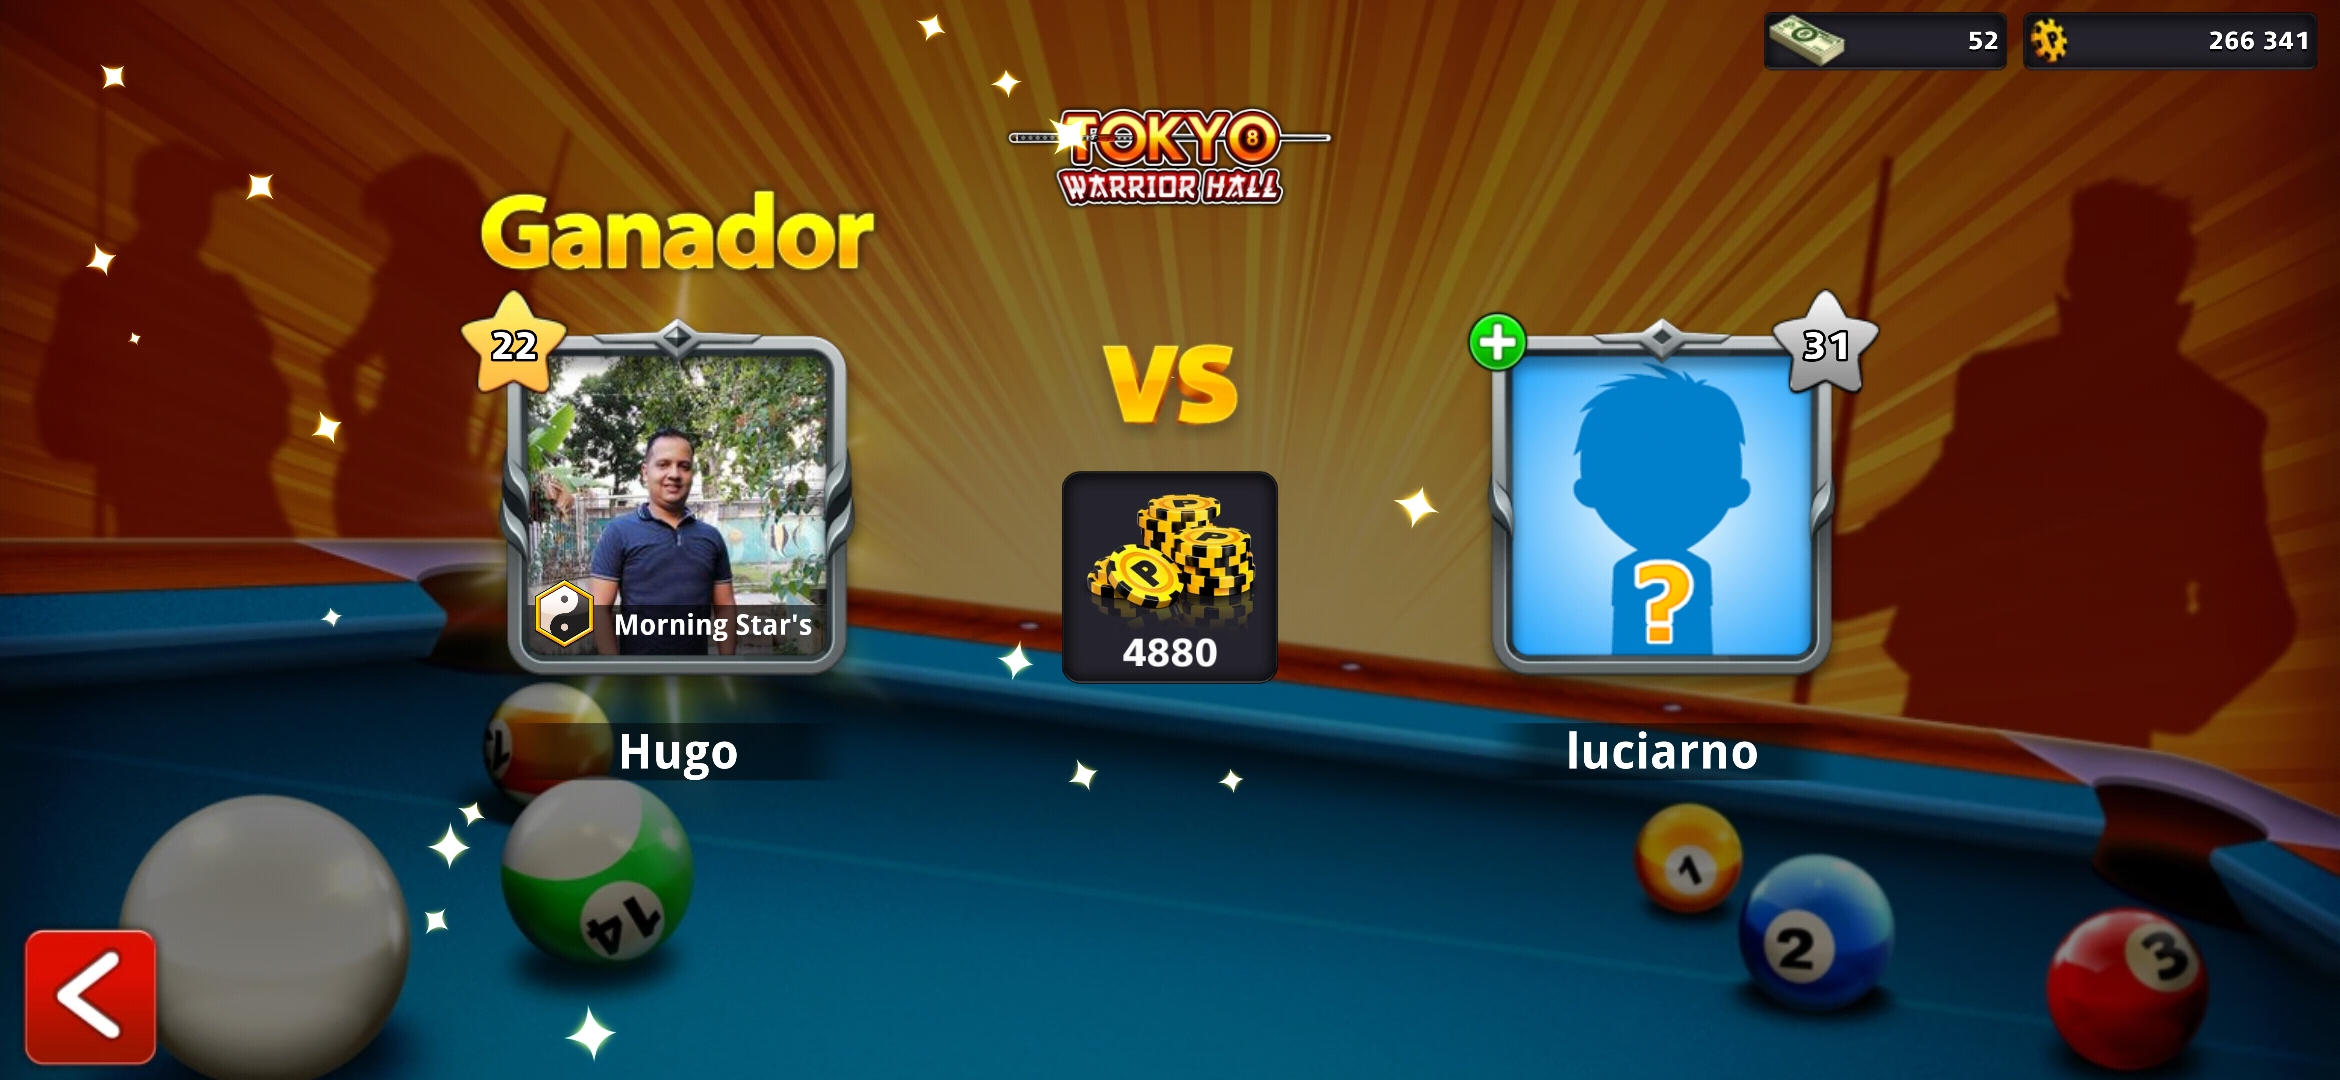 52
266 341
TOKYO 8
WARRIOR HALL
Ganador
22
VS
31
Morning Star's
P
4880
?
Hugo
luciarno
14
1
2
3